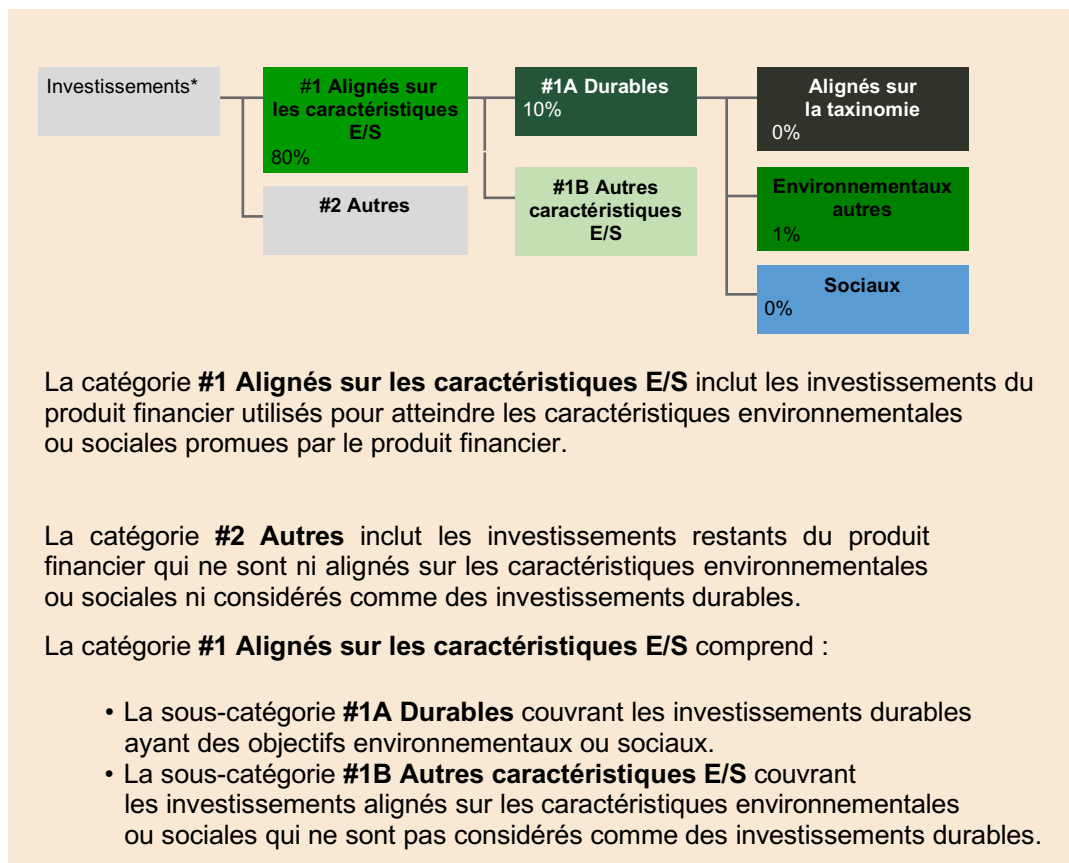 Investissements*
#1 Alignés sur
les caractéristiques
E/S
80%
#2 Autres
#1A Durables
10%
#1B Autres
caractéristiques
E/S
Alignés sur
la taxinomie
0%
Environnementaux
autres
1%
Sociaux
0%
La catégorie #1 Alignés sur les caractéristiques E/S inclut les investissements du
produit financier utilisés pour atteindre les caractéristiques environnementales
ou sociales promues par le produit financier.
La catégorie #2 Autres inclut les investissements restants du produit
financier qui ne sont ni alignés sur les caractéristiques environnementales
ou sociales ni considérés comme des investissements durables.
La catégorie #1 Alignés sur les caractéristiques E/S comprend :
• La sous-catégorie #1A Durables couvrant les investissements durables
ayant des objectifs environnementaux ou sociaux.
• La sous-catégorie #1B Autres caractéristiques E/S couvrant
les investissements alignés sur les caractéristiques environnementales
ou sociales qui ne sont pas considérés comme des investissements durables.